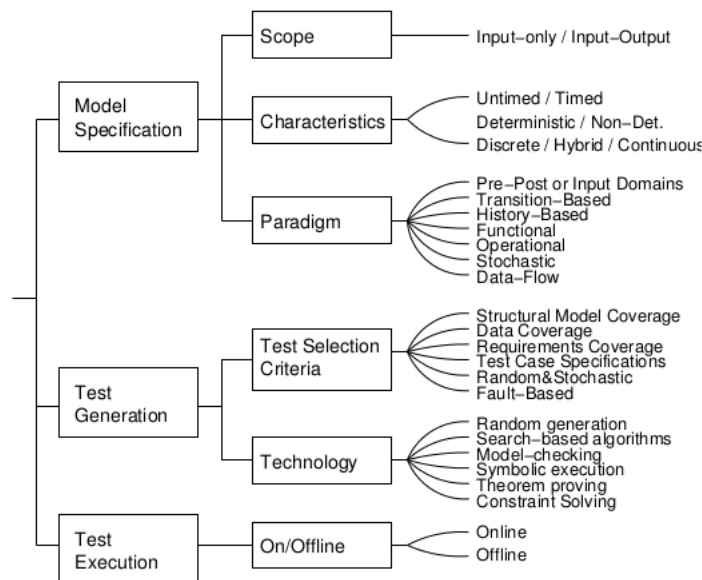 Scope
Input-only / Input-Output
Model
Specification
Characteristics
Untimed / Timed
Deterministic / Non-Det.
Discrete / Hybrid / Continuous
Paradigm
Pre-Post or Input Domains
Transition-Based
History-Based
Functional
Operational
Stochastic
Data-Flow
Test Selection
Criteria
Structural Model Coverage
Data Coverage
Requirements Coverage
Test Case Specifications
Random&Stochastic
Fault-Based
Test
Generation
Technology
Random generation
Search-based algorithms
Model-checking
Symbolic execution
Theorem proving
Constraint Solving
Test
Execution
On/Offline
Online
Offline